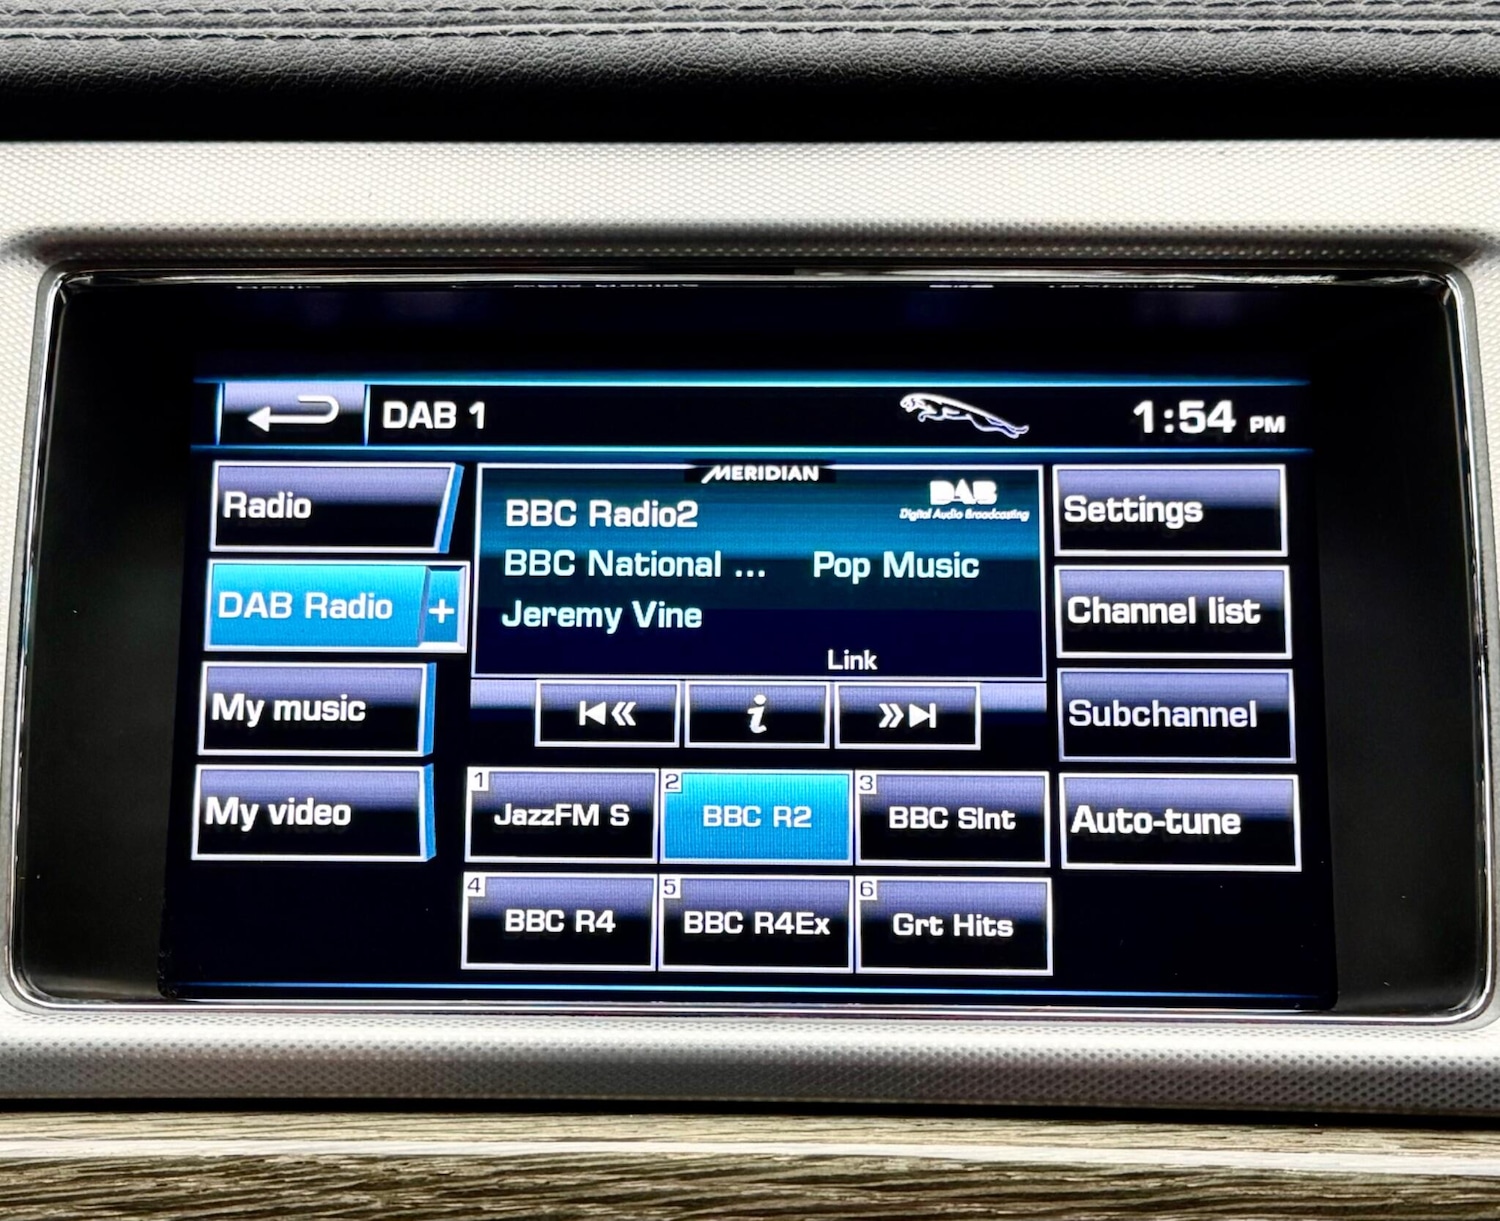 DAB 1
1:54 PM
Radio
DAB Radio +
My music
My video
MERIDIAN
DAB
Digital Audio Broadcasting
BBC Radio2
BBC National ... Pop Music
Jeremy Vine
Link
i
1 JazzFM S
2 BBC R2
3 BBC SInt
4 BBC R4
5 BBC R4Ex
6 Grt Hits
Settings
Channel list
Subchannel
Auto-tune